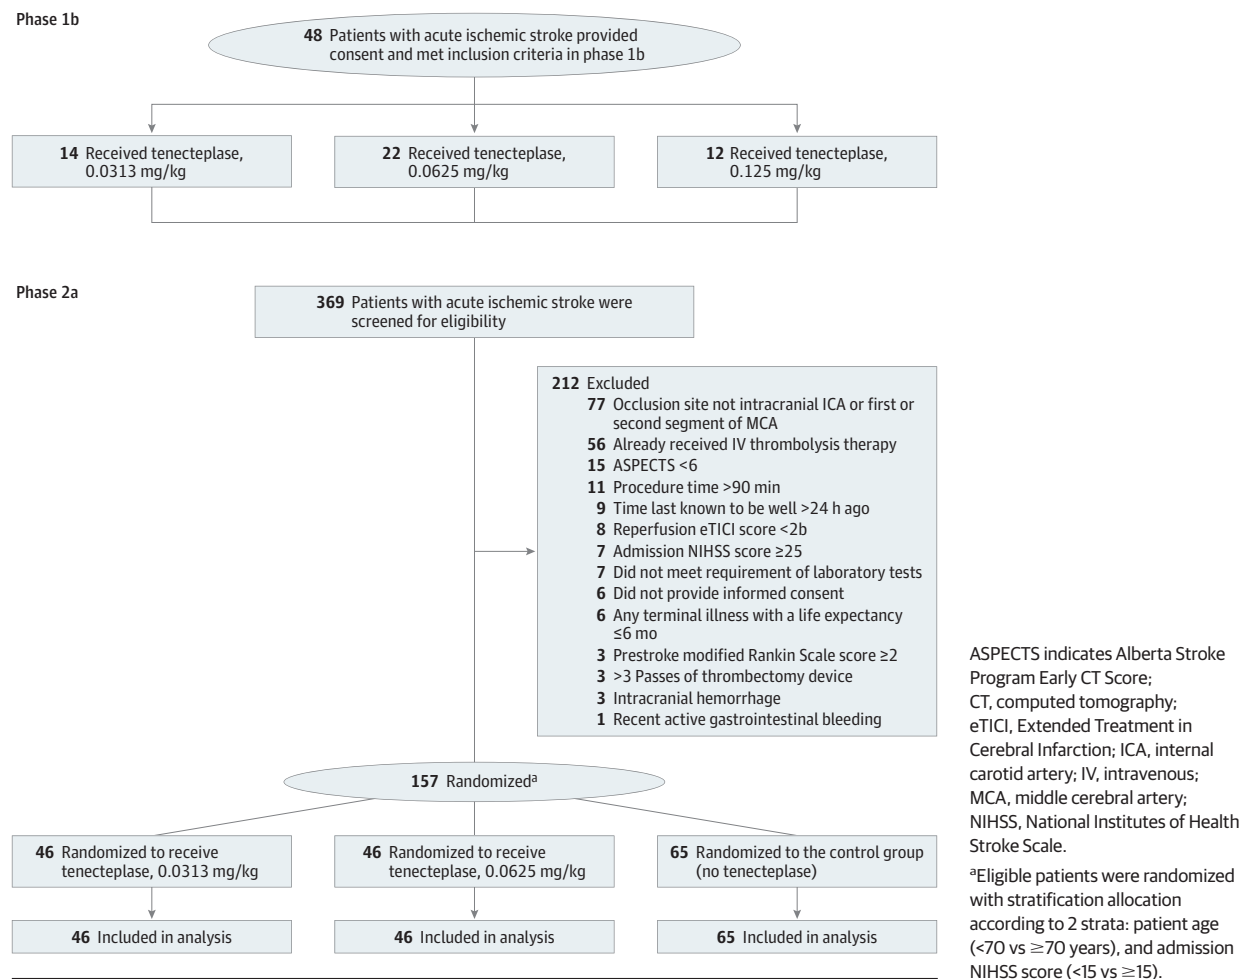 Phase 1b
48 Patients with acute ischemic stroke provided
consent and met inclusion criteria in phase 1b
14 Received tenecteplase,
0.0313 mg/kg
22 Received tenecteplase,
0.0625 mg/kg
12 Received tenecteplase,
0.125 mg/kg
Phase 2a
369 Patients with acute ischemic stroke were
screened for eligibility
212 Excluded
77 Occlusion site not intracranial ICA or first or
second segment of MCA
56 Already received IV thrombolysis therapy
15 ASPECTS <6
11 Procedure time >90 min
9 Time last known to be well >24 h ago
8 Reperfusion eTICI score <2b
7 Admission NIHSS score ≥25
7 Did not meet requirement of laboratory tests
6 Did not provide informed consent
6 Any terminal illness with a life expectancy
≤6 mo
3 Prestroke modified Rankin Scale score ≥2
3 >3 Passes of thrombectomy device
3 Intracranial hemorrhage
1 Recent active gastrointestinal bleeding
157 Randomizedᵃ
46 Randomized to receive
tenecteplase, 0.0313 mg/kg
46 Randomized to receive
tenecteplase, 0.0625 mg/kg
65 Randomized to the control group
(no tenecteplase)
46 Included in analysis
46 Included in analysis
65 Included in analysis
ASPECTS indicates Alberta Stroke
Program Early CT Score;
CT, computed tomography;
eTICI, Extended Treatment in
Cerebral Infarction; ICA, internal
carotid artery; IV, intravenous;
MCA, middle cerebral artery;
NIHSS, National Institutes of Health
Stroke Scale.
ᵃEligible patients were randomized
with stratification allocation
according to 2 strata: patient age
(<70 vs ≥70 years), and admission
NIHSS score (<15 vs ≥15).